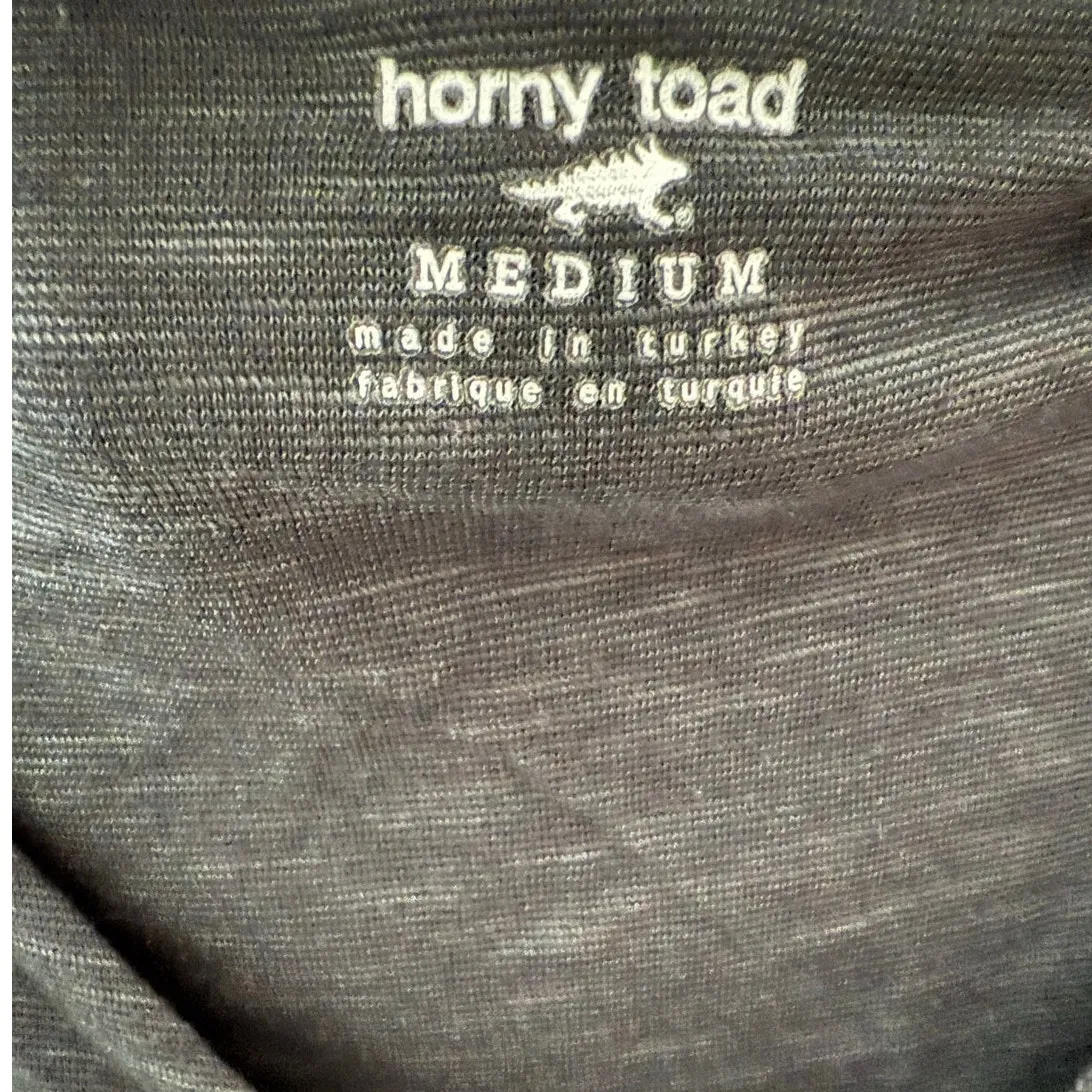 horny toad
®
MEDIUM
made in turkey
fabrique en turquie